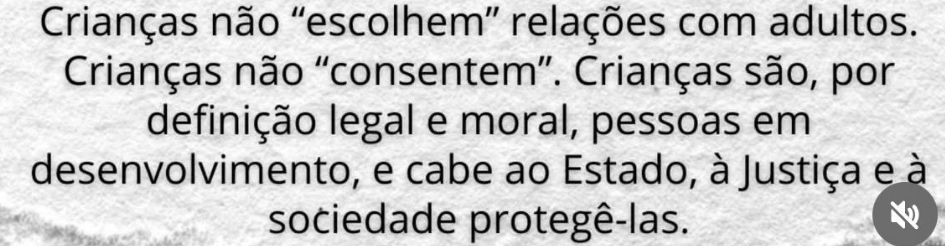 Crianças não “escolhem” relações com adultos.
Crianças não “consentem”. Crianças são, por
definição legal e moral, pessoas em
desenvolvimento, e cabe ao Estado, à Justiça e à
sociedade protegê-las.